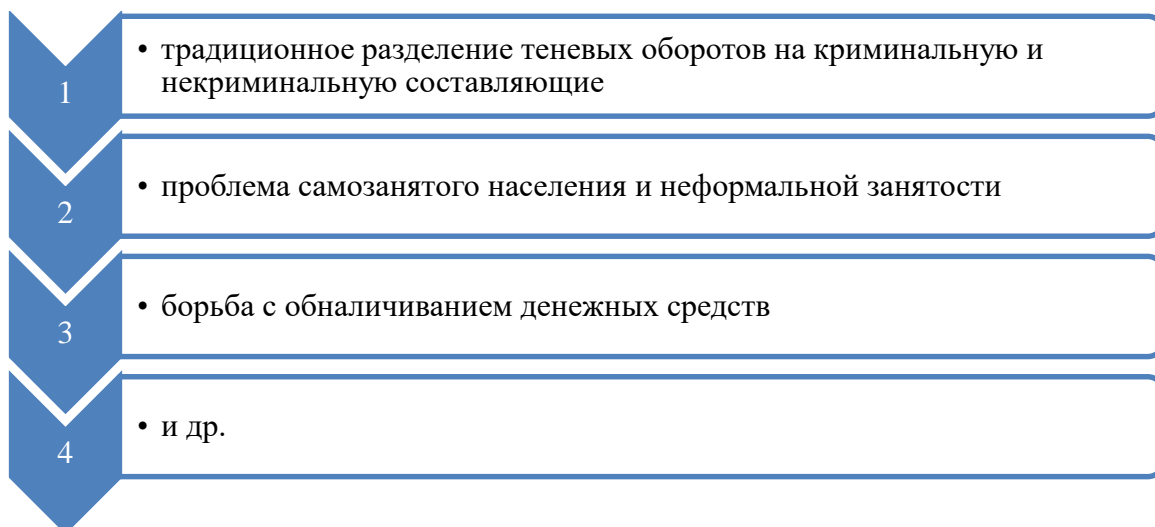 1
• традиционное разделение теневых оборотов на криминальную и
некриминальную составляющие
2
• проблема самозанятого населения и неформальной занятости
3
• борьба с обналичиванием денежных средств
4
• и др.